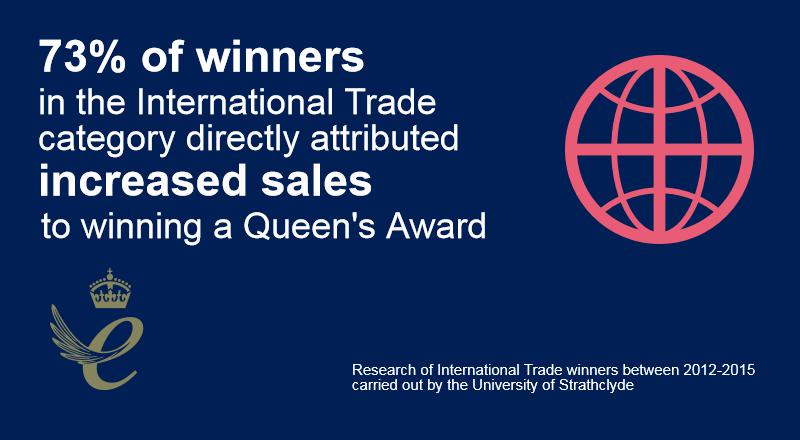 73% of winners
in the International Trade
category directly attributed
increased sales
to winning a Queen's Award
e
Research of International Trade winners between 2012-2015
carried out by the University of Strathclyde